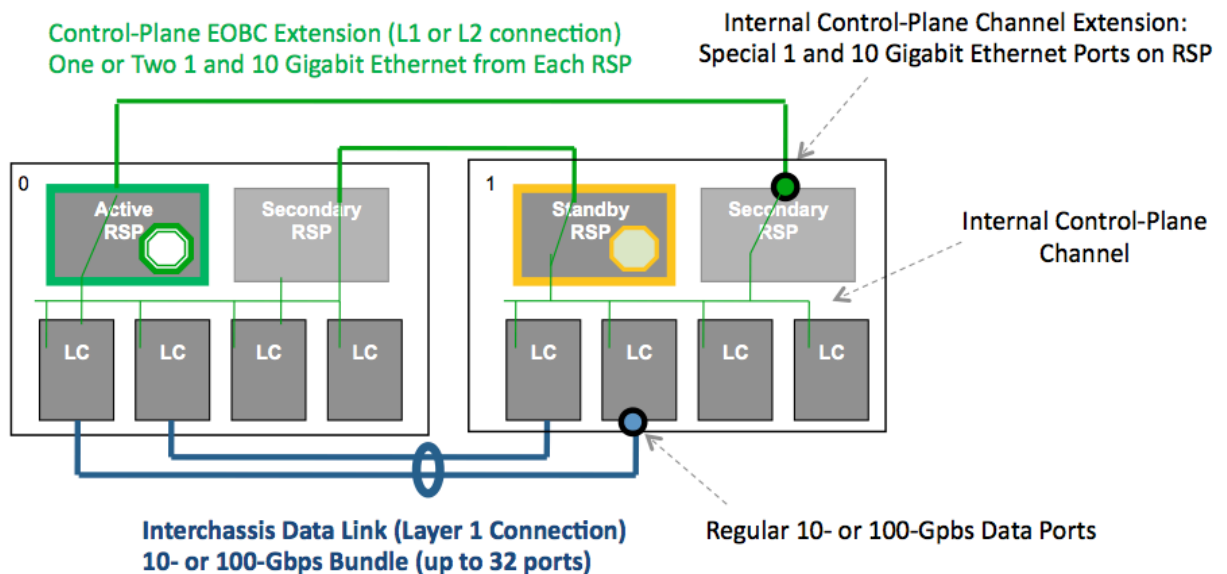 Control-Plane EOBC Extension (L1 or L2 connection)
One or Two 1 and 10 Gigabit Ethernet from Each RSP
Internal Control-Plane Channel Extension:
Special 1 and 10 Gigabit Ethernet Ports on RSP
0
Active
RSP
Secondary
RSP
1
Standby
RSP
Secondary
RSP
Internal Control-Plane
Channel
LC
LC
LC
LC
LC
LC
LC
LC
Interchassis Data Link (Layer 1 Connection)
10- or 100-Gbps Bundle (up to 32 ports)
Regular 10- or 100-Gpbs Data Ports